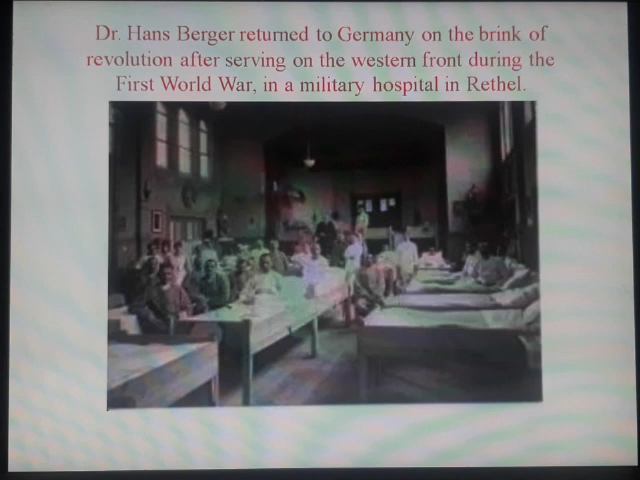 Dr. Hans Berger returned to Germany on the brink of
revolution after serving on the western front during the
First World War, in a military hospital in Rethel.